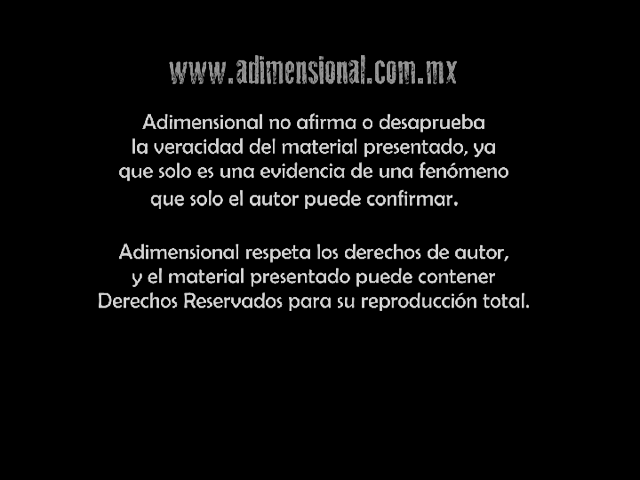 www.adimensional.com.mx
Adimensional no afirma o desaprueba
la veracidad del material presentado, ya
que solo es una evidencia de una fenómeno
que solo el autor puede confirmar.
Adimensional respeta los derechos de autor,
y el material presentado puede contener
Derechos Reservados para su reproducción total.